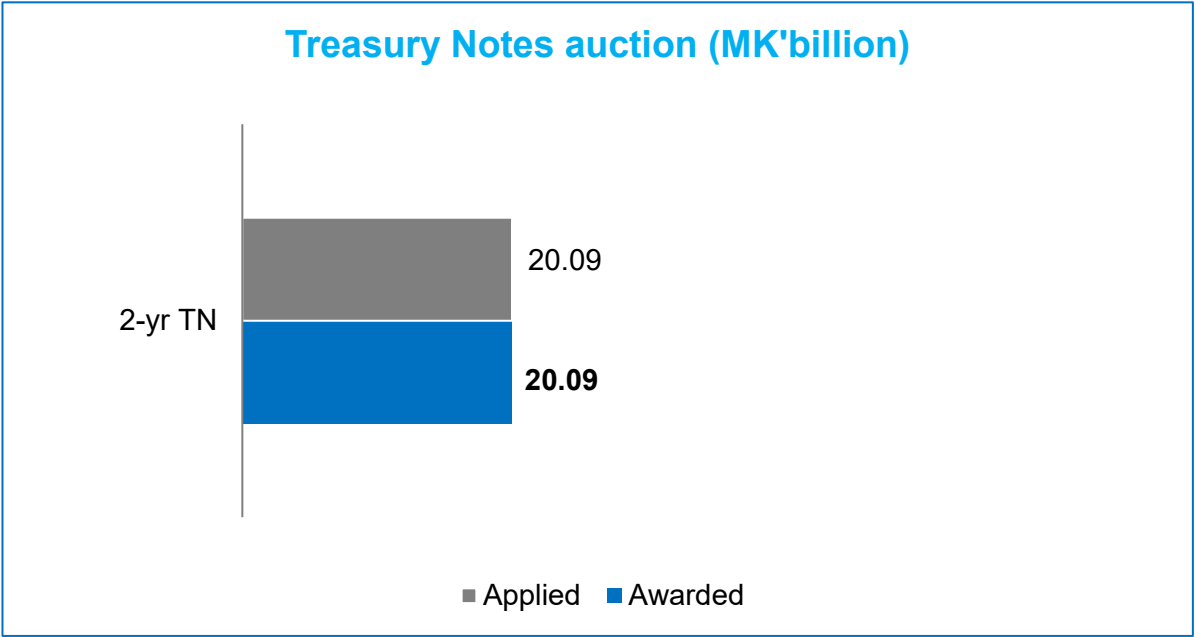 Treasury Notes auction (MK'billion)
20.09
2-yr TN
20.09
Applied Awarded